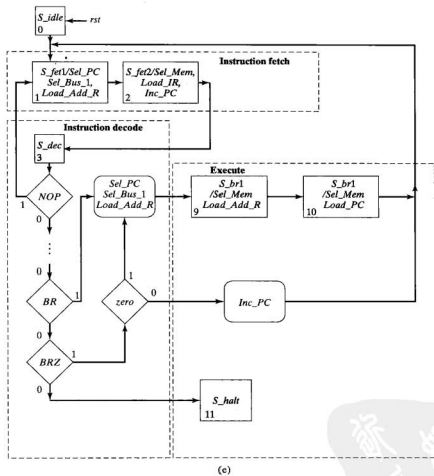 S_idle
0
rst
Instruction fetch
S_fet1/Sel_PC
Sel_Bus_1,
Load_Add_R
1
S_fet2/Sel_Mem,
Load_IR,
Inc_PC
2
Instruction decode
S_dec
3
NOP
1
0
Sel_PC
Sel_Bus_1
Load_Add_R
Execute
S_br1
/Sel_Mem
Load_Add_R
9
S_br1
/Sel_Mem
Load_PC
10
0
BR
1
0
zero
1
0
Inc_PC
BRZ
1
0
S_halt
11
(e)